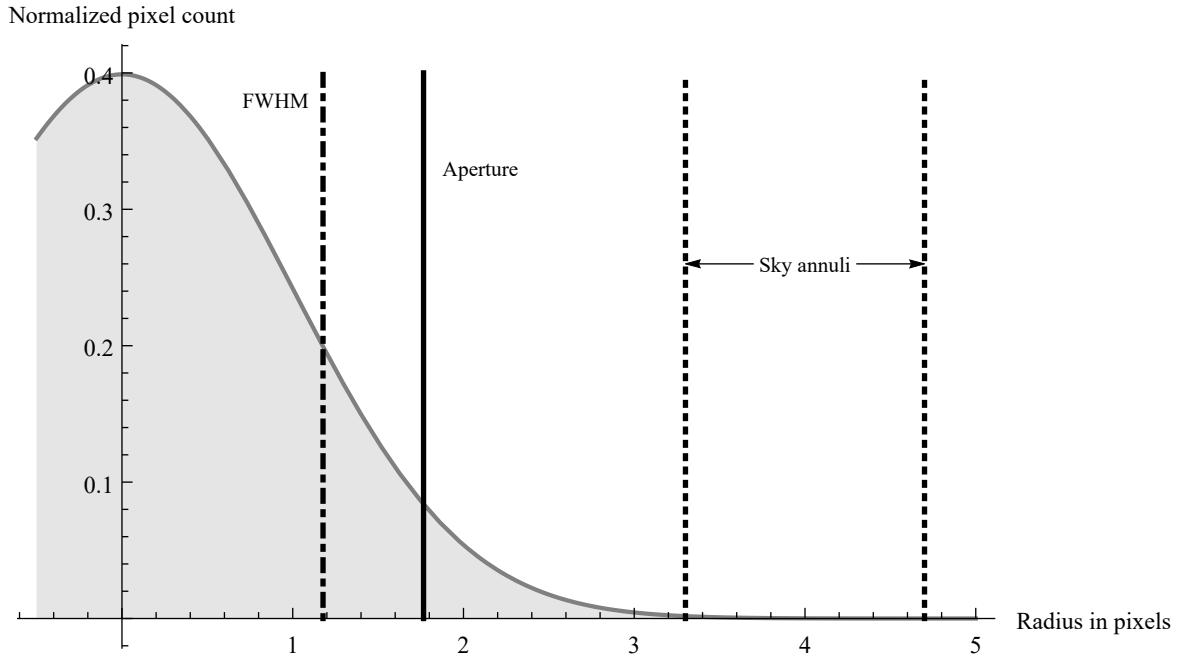 Normalized pixel count
0.4
FWHM
Aperture
0.3
Sky annuli
0.2
0.1
Radius in pixels
1 2 3 4 5